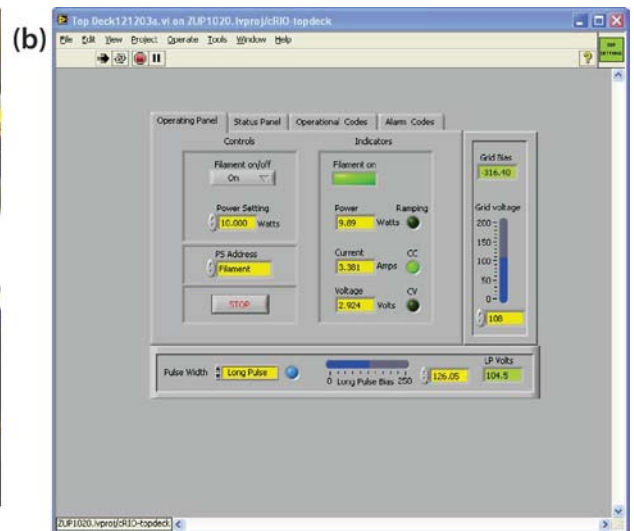 (b)
Top Deck121203a.vi on ZUP1020.lvproj/cRIO-topdeck
File Edit View Project Operate Tools Window Help
Operating Panel Status Panel Operational Codes Alarm Codes
Controls Indicators
Filament on/off Filament on
On
Power Setting Power Ramping
10.000 Watts 9.89 Watts
PS Address Current CC
Filament 3.381 Amps
Voltage CV
STOP 2.924 Volts
Grid Bias
-316.40
Grid voltage
200
150
100
50
0
108
Pulse Width Long Pulse
0 Long Pulse Bias 250 126.05
LP Volts
104.5
ZUP1020.lvproj/cRIO-topdeck